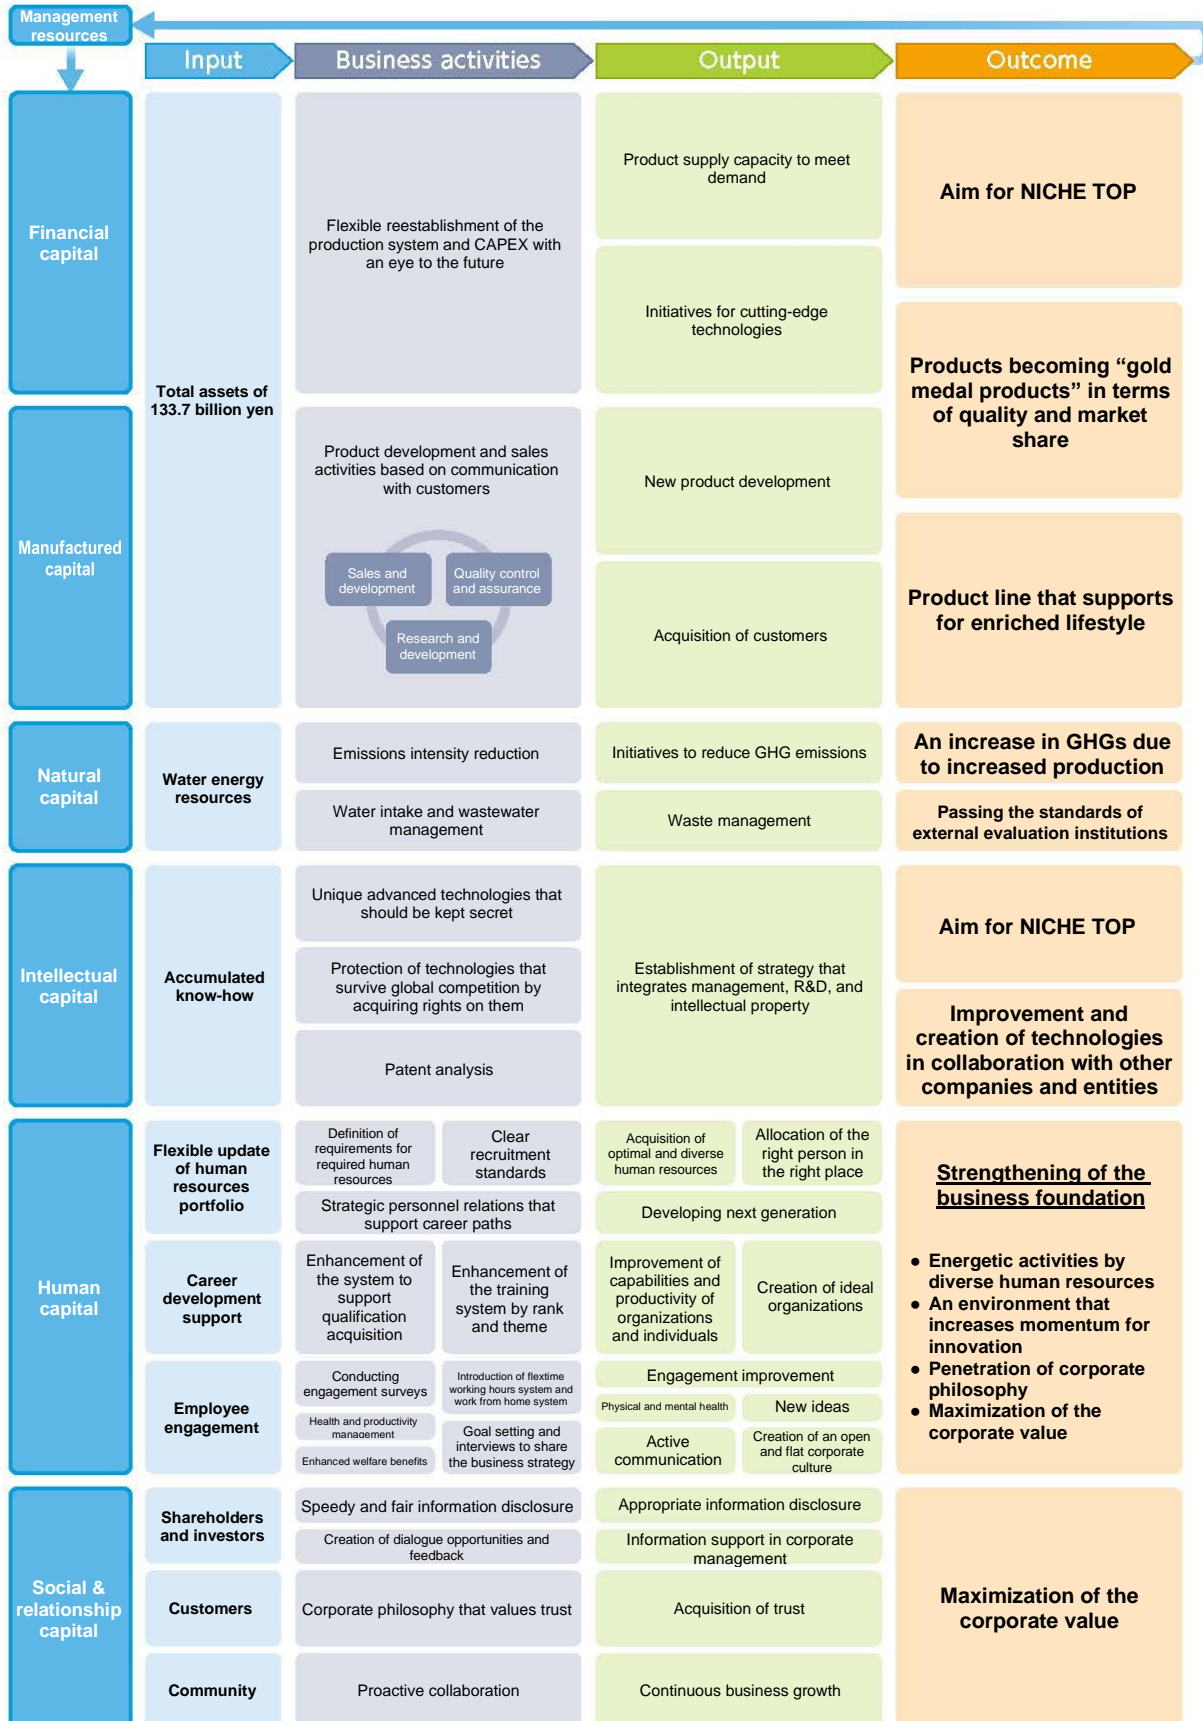 Management
resources
Input
Business activities
Output
Outcome
Financial
capital
Manufactured
capital
Total assets of
133.7 billion yen
Flexible reestablishment of the
production system and CAPEX with
an eye to the future
Product development and sales
activities based on communication
with customers
Sales and
development
Quality control
and assurance
Research and
development
Product supply capacity to meet
demand
Initiatives for cutting-edge
technologies
New product development
Acquisition of customers
Aim for NICHE TOP
Products becoming “gold
medal products” in terms
of quality and market
share
Product line that supports
for enriched lifestyle
Natural
capital
Water energy
resources
Emissions intensity reduction
Water intake and wastewater
management
Initiatives to reduce GHG emissions
Waste management
An increase in GHGs due
to increased production
Passing the standards of
external evaluation institutions
Intellectual
capital
Accumulated
know-how
Unique advanced technologies that
should be kept secret
Protection of technologies that
survive global competition by
acquiring rights on them
Patent analysis
Establishment of strategy that
integrates management, R&D, and
intellectual property
Aim for NICHE TOP
Improvement and
creation of technologies
in collaboration with other
companies and entities
Human
capital
Flexible update
of human
resources
portfolio
Definition of
requirements for
required human
resources
Clear
recruitment
standards
Strategic personnel relations that
support career paths
Acquisition of
optimal and diverse
human resources
Allocation of the
right person in
the right place
Developing next generation
Career
development
support
Enhancement of
the system to
support
qualification
acquisition
Enhancement of
the training
system by rank
and theme
Improvement of
capabilities and
productivity of
organizations
and individuals
Creation of ideal
organizations
Employee
engagement
Conducting
engagement surveys
Health and productivity
management
Enhanced welfare benefits
Introduction of flextime
working hours system and
work from home system
Goal setting and
interviews to share
the business strategy
Engagement improvement
Physical and mental health
New ideas
Active
communication
Creation of an open
and flat corporate
culture
Strengthening of the
business foundation
● Energetic activities by
diverse human resources
● An environment that
increases momentum for
innovation
● Penetration of corporate
philosophy
● Maximization of the
corporate value
Social &
relationship
capital
Shareholders
and investors
Speedy and fair information disclosure
Creation of dialogue opportunities and
feedback
Appropriate information disclosure
Information support in corporate
management
Customers
Corporate philosophy that values trust
Acquisition of trust
Community
Proactive collaboration
Continuous business growth
Maximization of the
corporate value